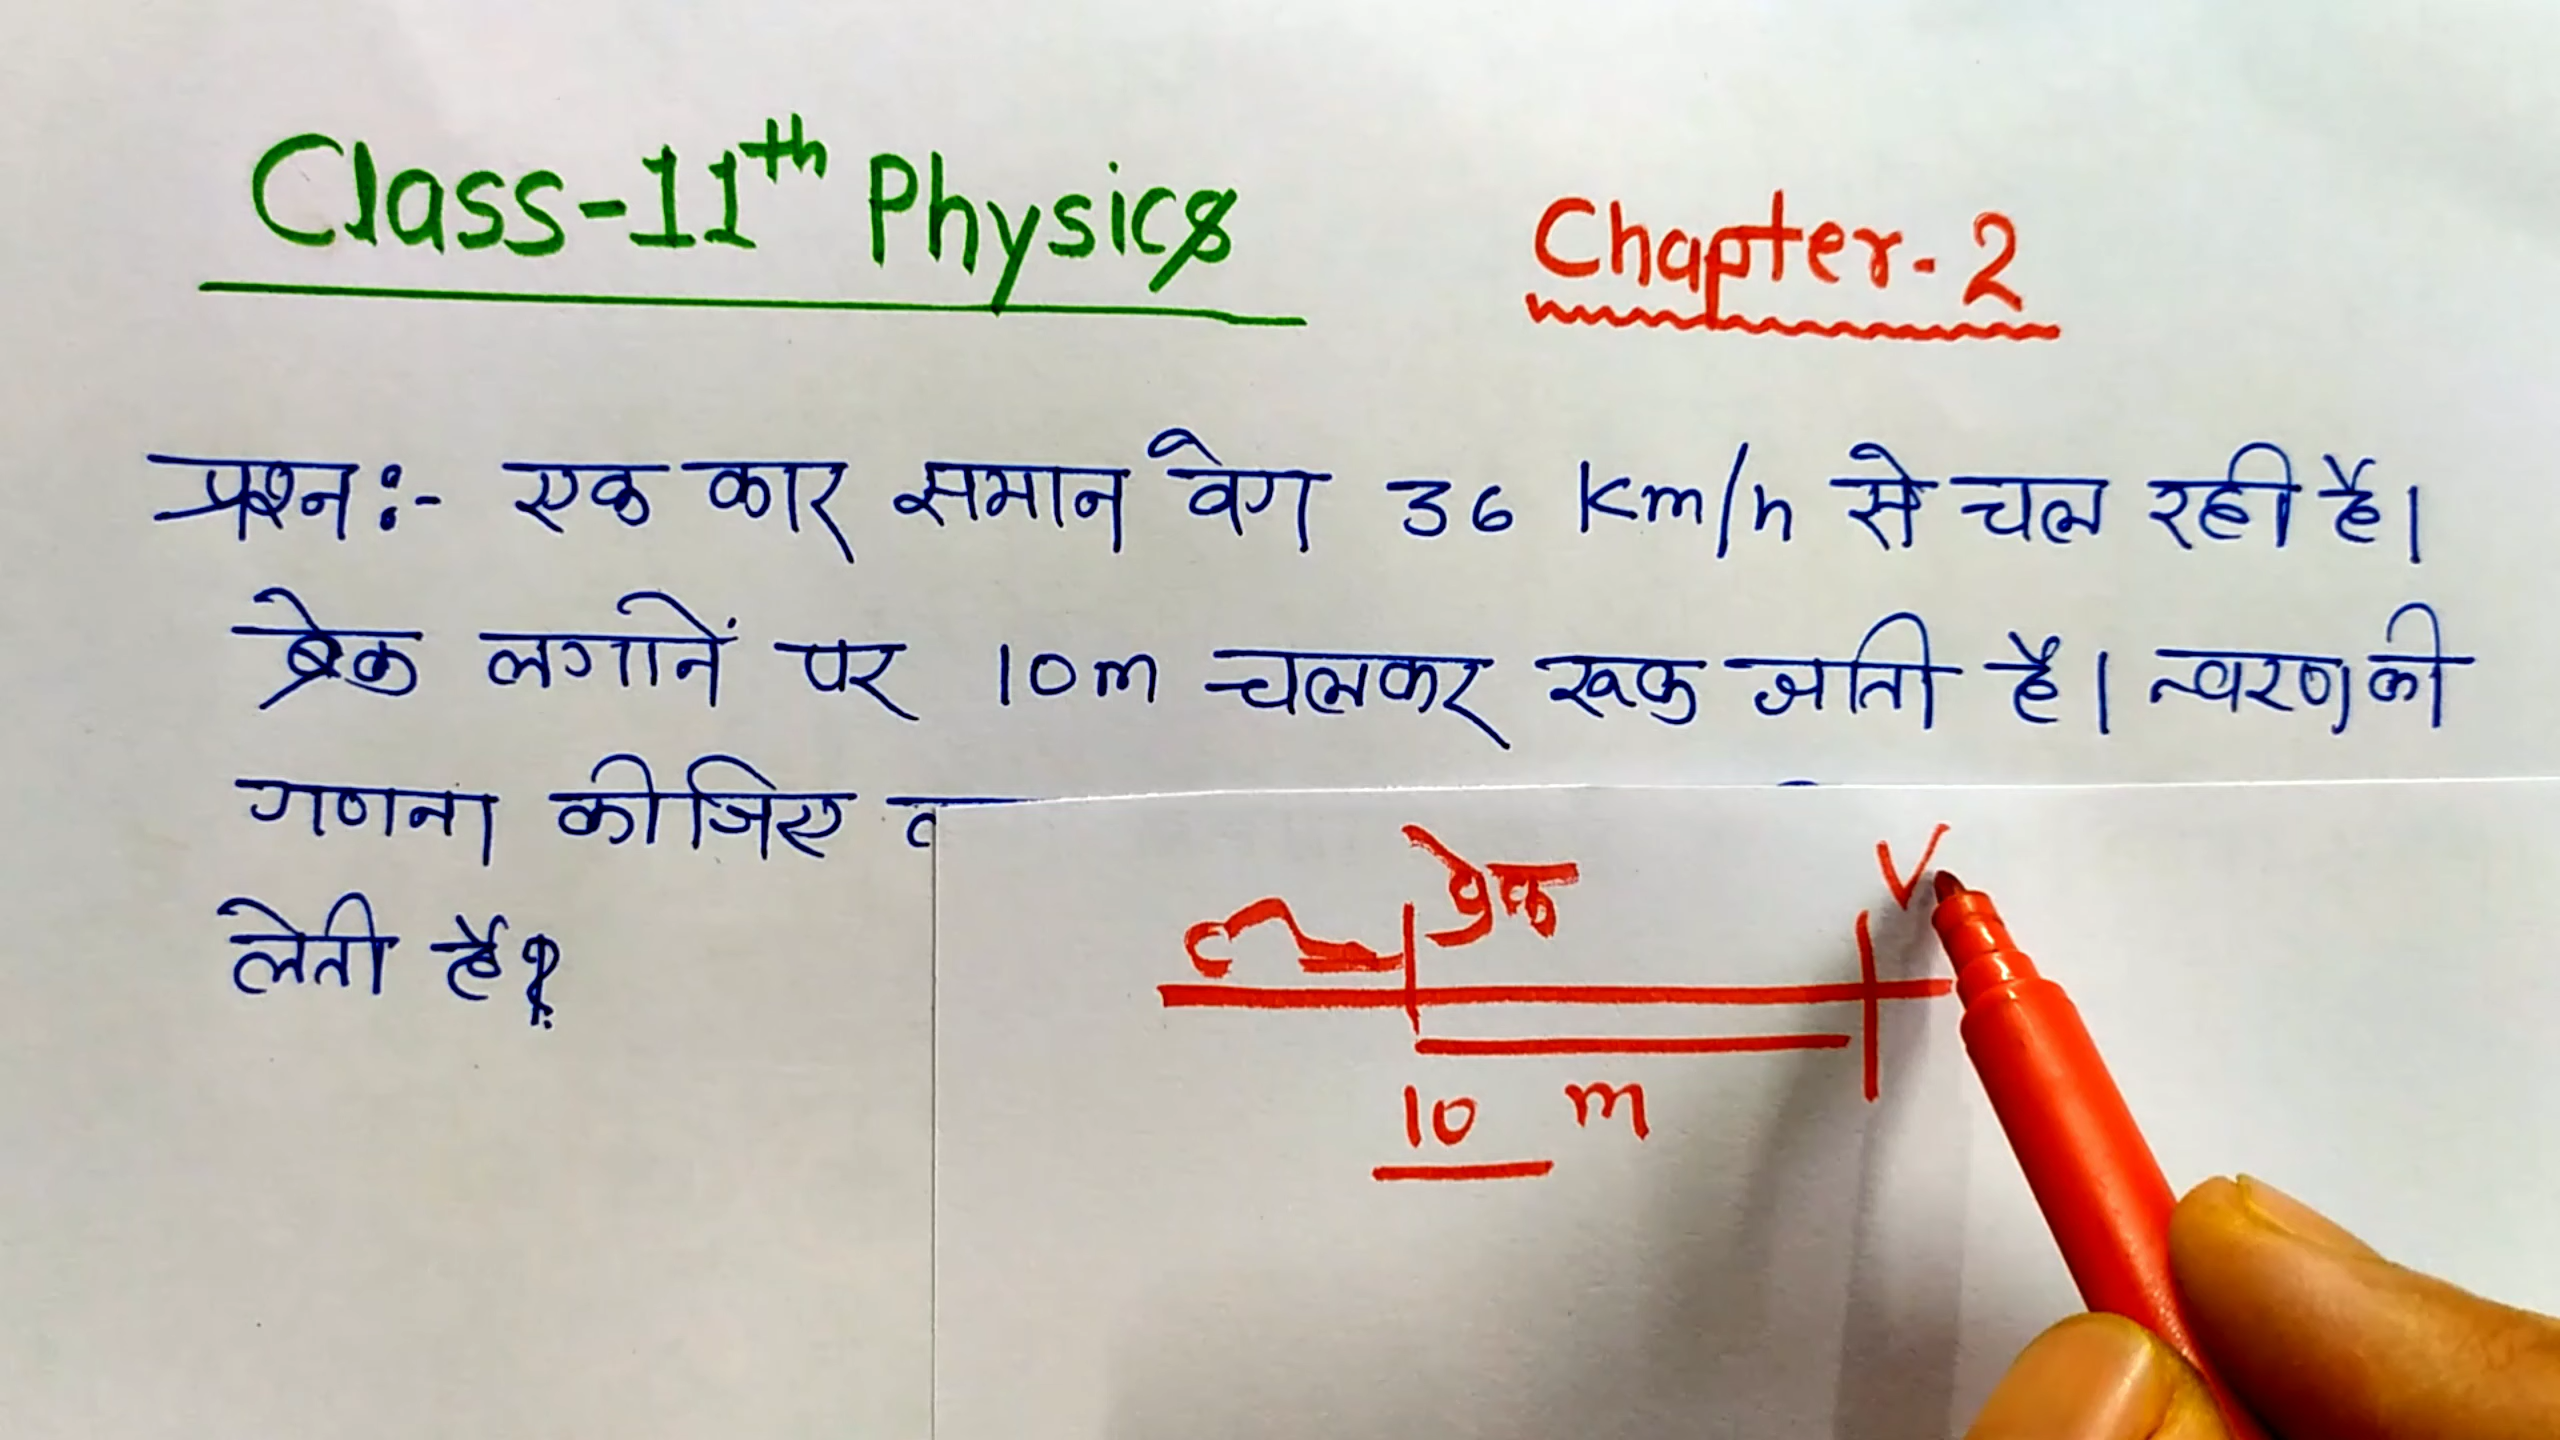 Class-11th Physics
Chapter-2
प्रश्न:- एक कार समान वेग 36 Km/h से चल रही है।
ब्रेक लगानें पर 10m चलकर रूक जाती है। त्वरण की
गणना कीजिए
लेती है?
ब्रेक
V
10 m